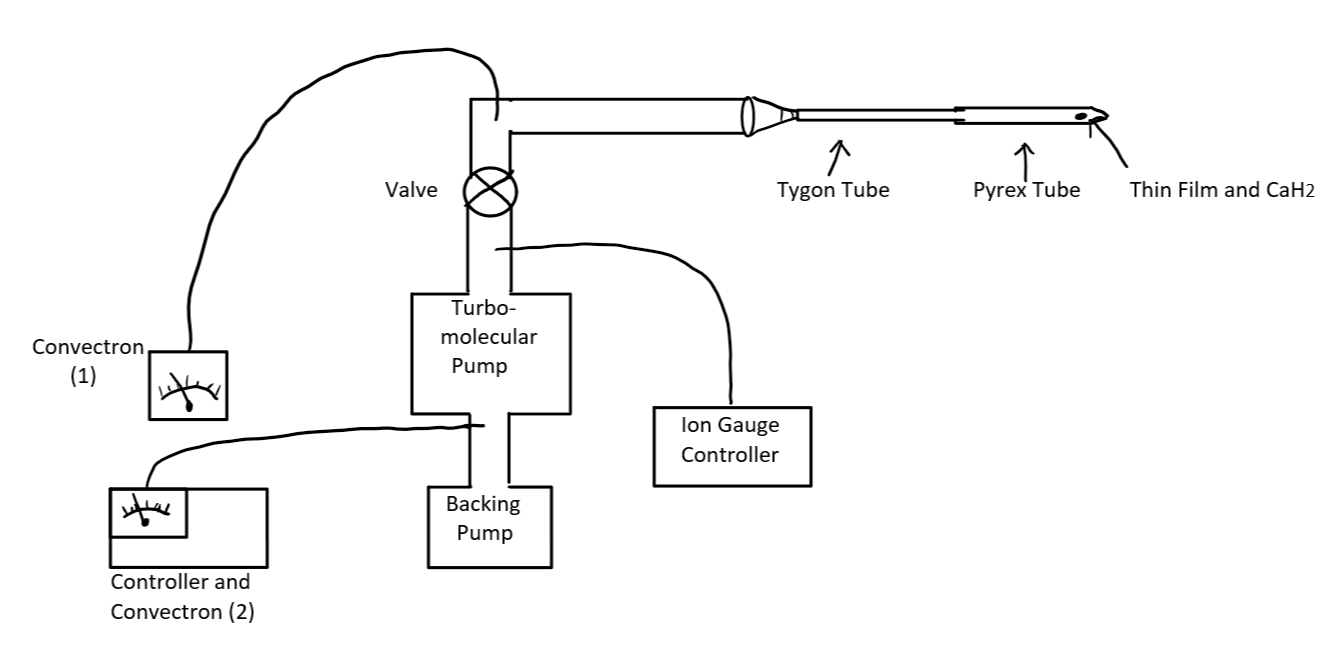 Valve
Tygon Tube
Pyrex Tube
Thin Film and CaH2
Turbo-
molecular
Pump
Convectron
(1)
Ion Gauge
Controller
Backing
Pump
Controller and
Convectron (2)